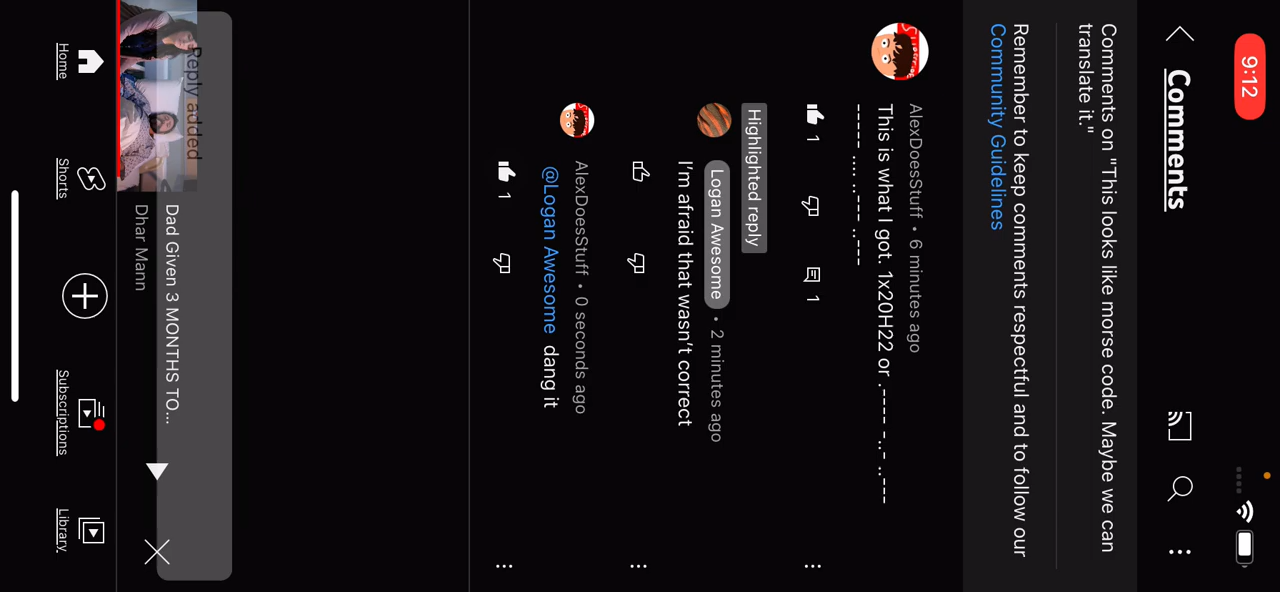 9:12
Comments
Comments on "This looks like morse code. Maybe we can
translate it."
Remember to keep comments respectful and to follow our
Community Guidelines
AlexDoesStuff • 6 minutes ago
This is what I got. 1x20H22 or .---- -..- ..---
----- .... ..--- ..---
1
1
Highlighted reply
Logan Awesome • 2 minutes ago
I'm afraid that wasn't correct
AlexDoesStuff • 0 seconds ago
@Logan Awesome dang it
1
Reply added
Dad Given 3 MONTHS TO...
Dhar Mann
Home
Shorts
Subscriptions
Library